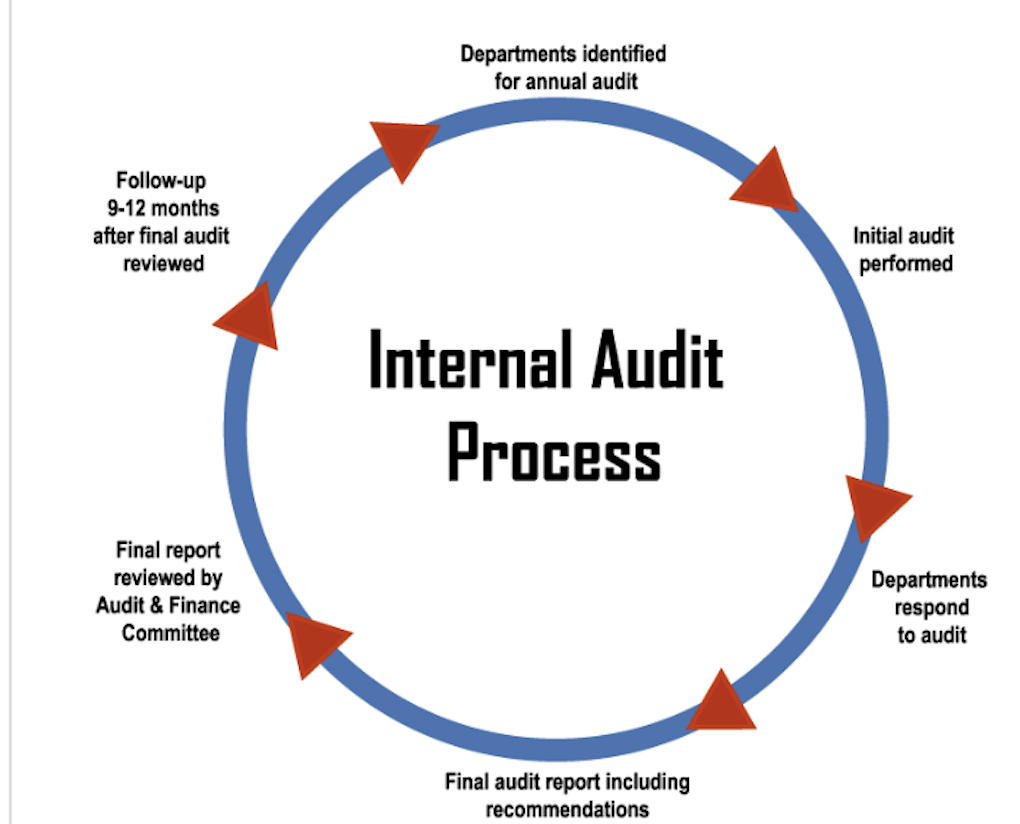 Departments identified
for annual audit
Initial audit
performed
Departments
respond
to audit
Final audit report including
recommendations
Final report
reviewed by
Audit & Finance
Committee
Follow-up
9-12 months
after final audit
reviewed
Internal Audit
Process